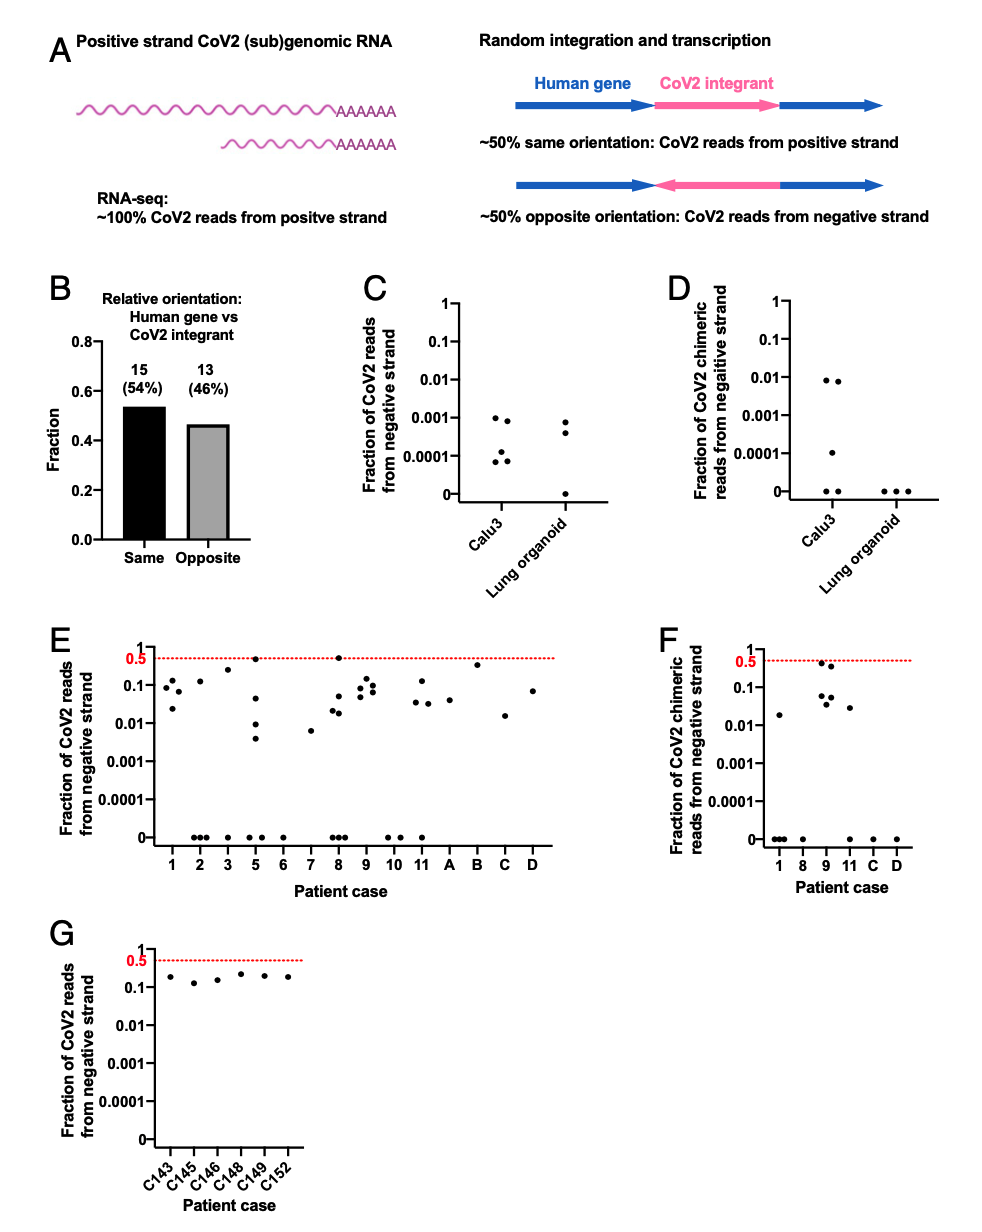 A
Positive strand CoV2 (sub)genomic RNA
AAAAAA
AAAAAA
RNA-seq:
~100% CoV2 reads from positve strand
Random integration and transcription
Human gene CoV2 integrant
~50% same orientation: CoV2 reads from positive strand
~50% opposite orientation: CoV2 reads from negative strand
B
Relative orientation:
Human gene vs
CoV2 integrant
Fraction
0.8
0.6
0.4
0.2
0.0
15
(54%)
13
(46%)
Same Opposite
C
Fraction of CoV2 reads
from negative strand
1
0.1
0.01
0.001
0.0001
0
Calu3
Lung organoid
D
Fraction of CoV2 chimeric
reads from negaitive strand
1
0.1
0.01
0.001
0.0001
0
Calu3
Lung organoid
E
Fraction of CoV2 reads
from negative strand
1
0.5
0.1
0.01
0.001
0.0001
0
1 2 3 5 6 7 8 9 10 11 A B C D
Patient case
F
Fraction of CoV2 chimeric
reads from negative strand
1
0.5
0.1
0.01
0.001
0.0001
0
1 8 9 11 C D
Patient case
G
Fraction of CoV2 reads
from negative strand
1
0.5
0.1
0.01
0.001
0.0001
0
C143 C145 C146 C148 C149 C152
Patient case